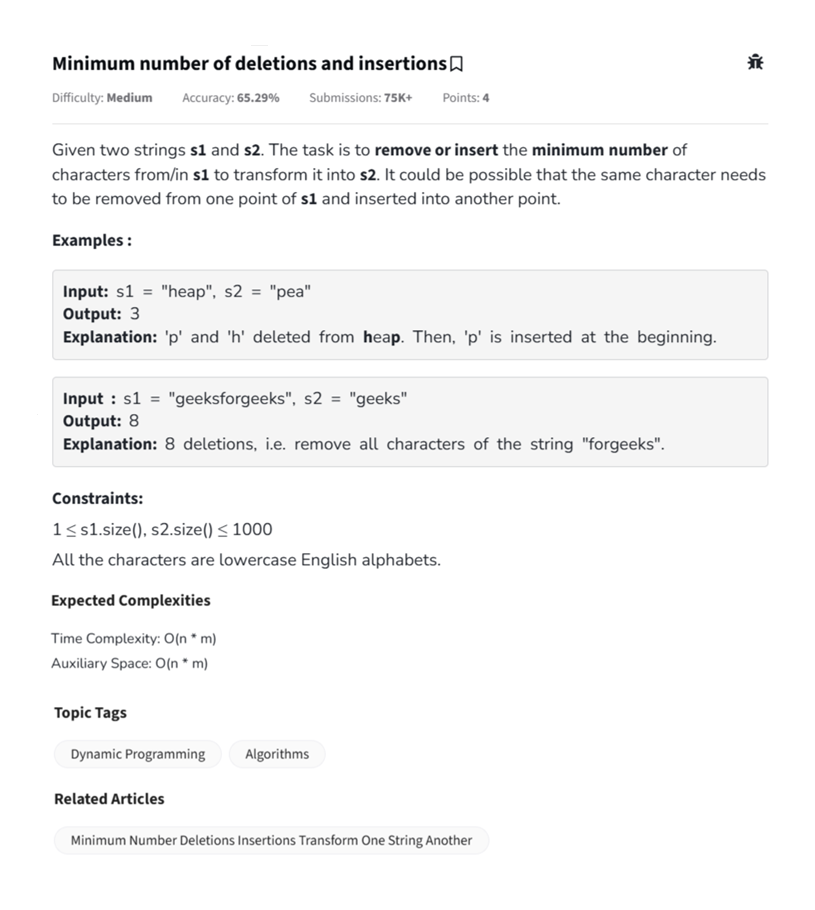 Minimum number of deletions and insertions
Difficulty: Medium Accuracy: 65.29% Submissions: 75K+ Points: 4
Given two strings s1 and s2. The task is to remove or insert the minimum number of
characters from/in s1 to transform it into s2. It could be possible that the same character needs
to be removed from one point of s1 and inserted into another point.
Examples :
Input: s1 = "heap", s2 = "pea"
Output: 3
Explanation: 'p' and 'h' deleted from heap. Then, 'p' is inserted at the beginning.
Input : s1 = "geeksforgeeks", s2 = "geeks"
Output: 8
Explanation: 8 deletions, i.e. remove all characters of the string "forgeeks".
Constraints:
1 ≤ s1.size(), s2.size() ≤ 1000
All the characters are lowercase English alphabets.
Expected Complexities
Time Complexity: O(n * m)
Auxiliary Space: O(n * m)
Topic Tags
Dynamic Programming Algorithms
Related Articles
Minimum Number Deletions Insertions Transform One String Another